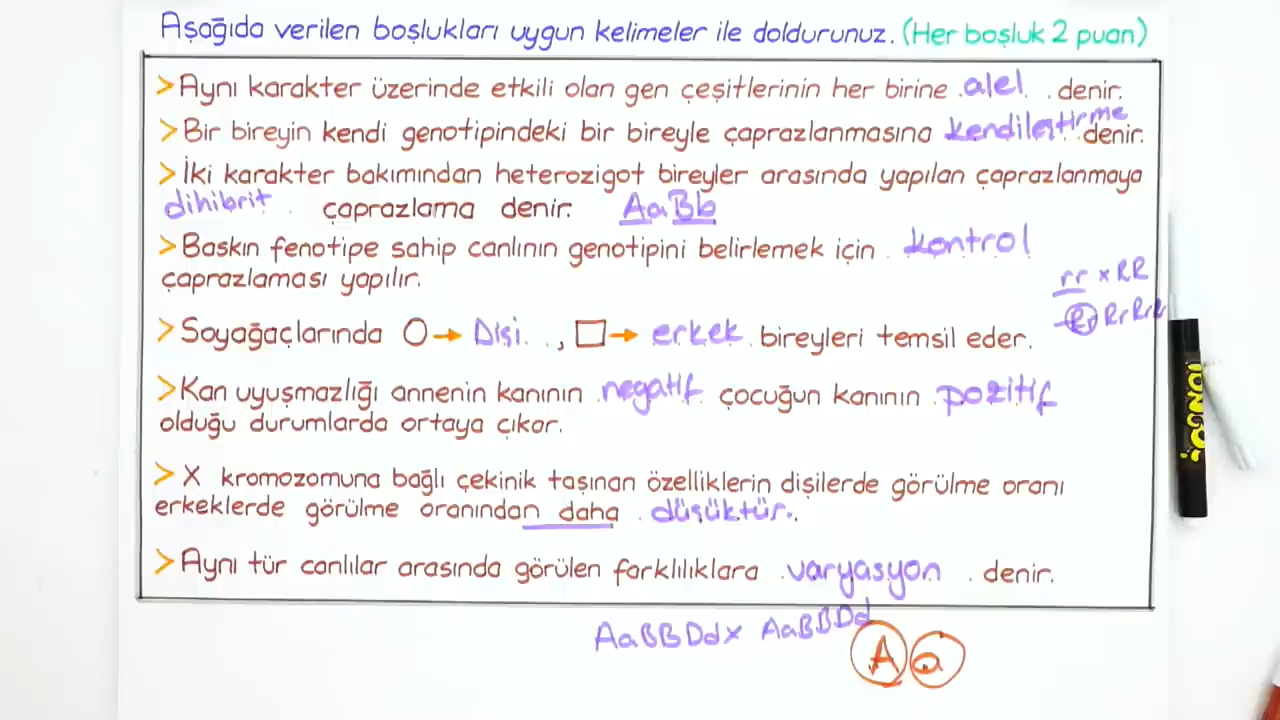 Aşağıda verilen boşlukları uygun kelimeler ile doldurunuz. (Her boşluk 2 puan)
> Aynı karakter üzerinde etkili olan gen çeşitlerinin her birine .alel. . denir.
> Bir bireyin kendi genotipindeki bir bireyle çaprazlanmasına kendileştirme denir.
> İki karakter bakımından heterozigot bireyler arasında yapılan çaprazlanmaya
dihibrit . çaprazlama denir. AaBb
> Baskın fenotipe sahip canlının genotipini belirlemek için . kontrol
çaprazlaması yapılır.
rr x RR
Rr Rr Rr
> Soyağaçlarında O→ Dişi . ., □→ erkek . bireyleri temsil eder.
> Kan uyuşmazlığı annenin kanının .negatif. çocuğun kanının .pozitif
olduğu durumlarda ortaya çıkar.
> X kromozomuna bağlı çekinik taşınan özelliklerin dişilerde görülme oranı
erkeklerde görülme oranından daha . düşüktür..
> Aynı tür canlılar arasında görülen farklılıklara .varyasyon . denir.
AaBBDd x AaBBDd
A a